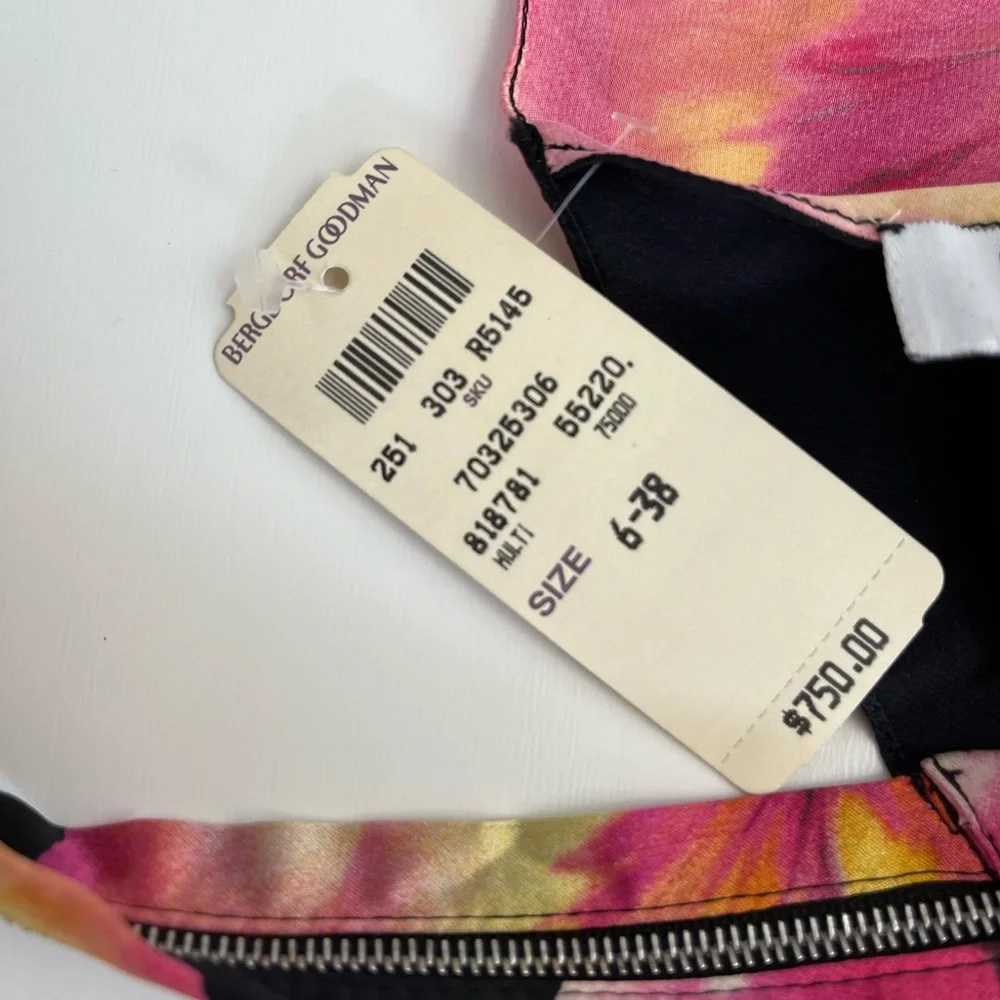 BERGDORF GOODMAN
251 303 R5145
SKU
70325306 55220.
818781 75000
MULTI
SIZE 6-38
$750.00